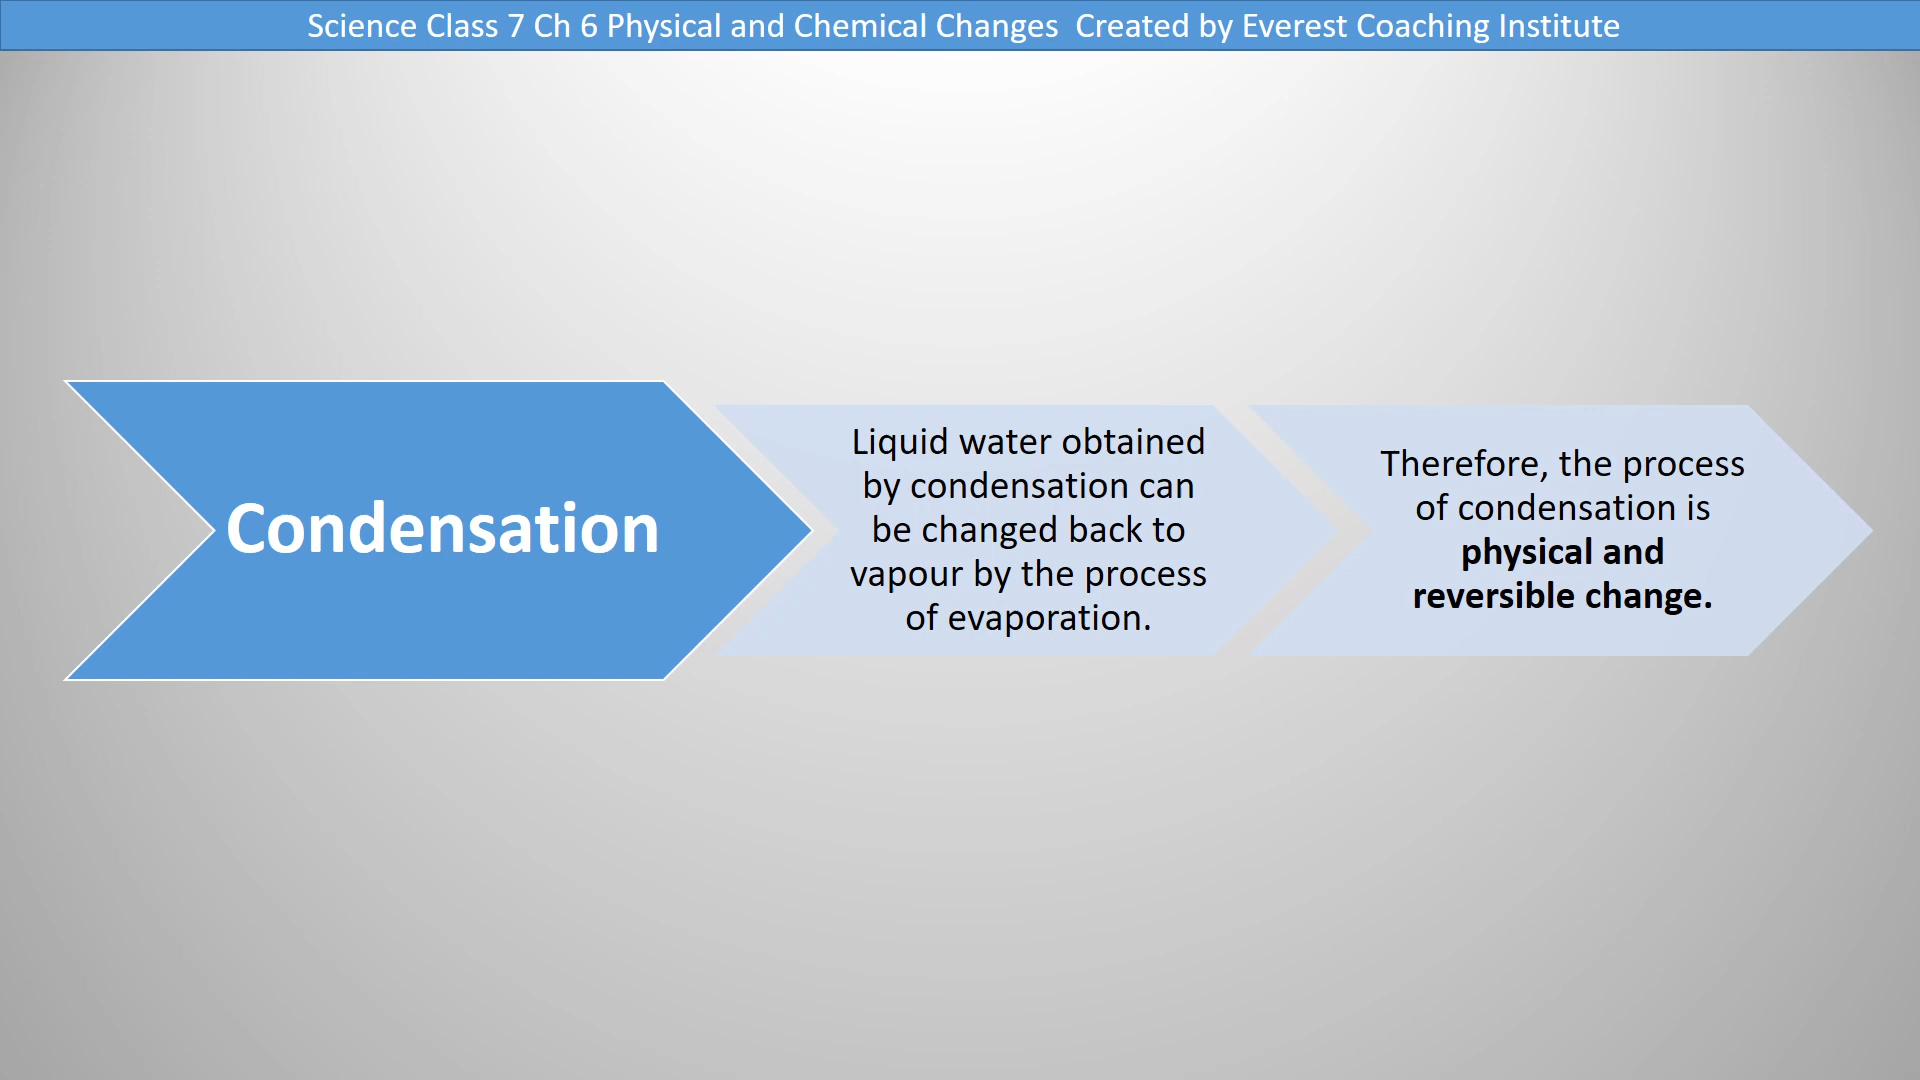 Science Class 7 Ch 6 Physical and Chemical Changes  Created by Everest Coaching Institute
Condensation
Liquid water obtained
by condensation can
be changed back to
vapour by the process
of evaporation.
Therefore, the process
of condensation is
physical and
reversible change.